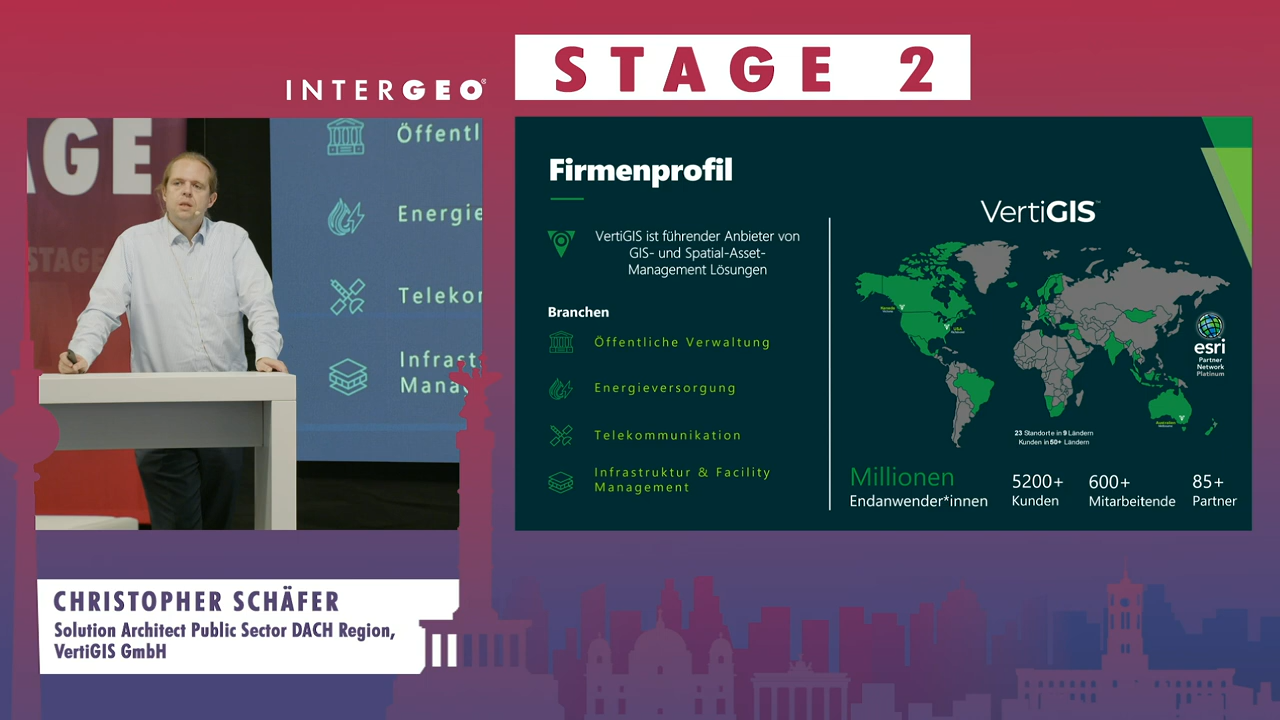 INTERGEO®
STAGE 2
AGE
STAGE
Öffentl
Energie
Telekor
Infrast
Manag
Firmenprofil
VertiGIS ist führender Anbieter von
GIS- und Spatial-Asset-
Management Lösungen
Branchen
Öffentliche Verwaltung
Energieversorgung
Telekommunikation
Infrastruktur & Facility
Management
VertiGIS™
USA
esri
Partner
Network
Platinum
23 Standorte in 9 Ländern
Kunden in 50+ Ländern
Millionen
Endanwender*innen
5200+
Kunden
600+
Mitarbeitende
85+
Partner
CHRISTOPHER SCHÄFER
Solution Architect Public Sector DACH Region,
VertiGIS GmbH